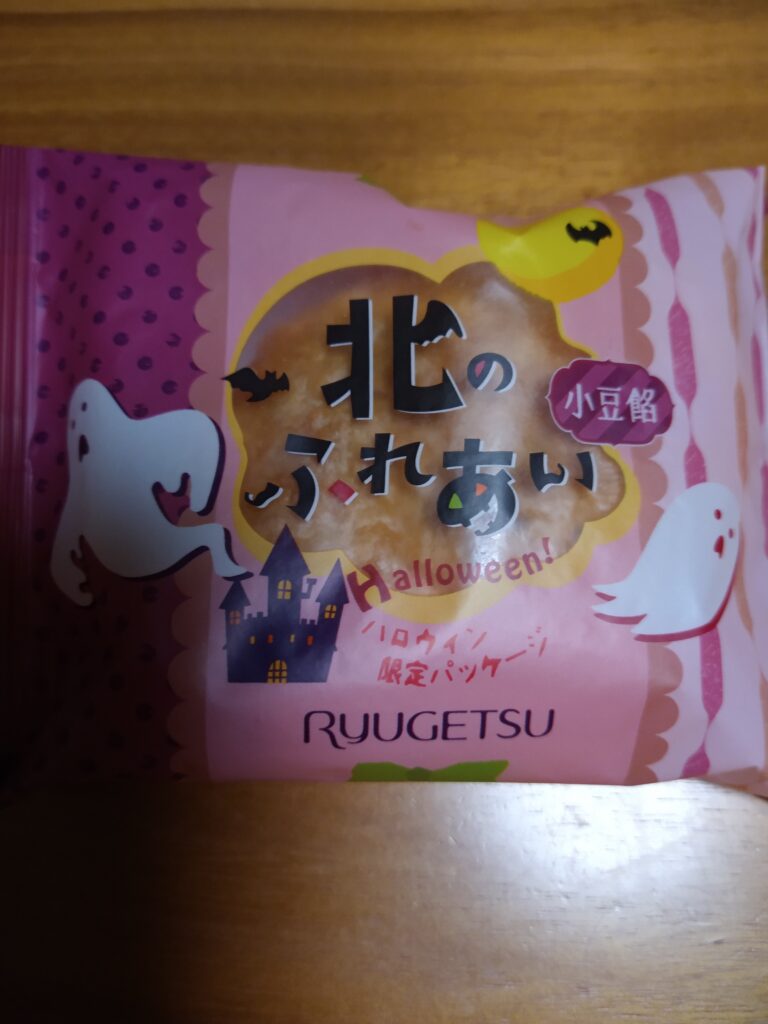 北の
ふれあい
小豆餡
Halloween!
ハロウィン
限定パッケージ
RYUGETSU